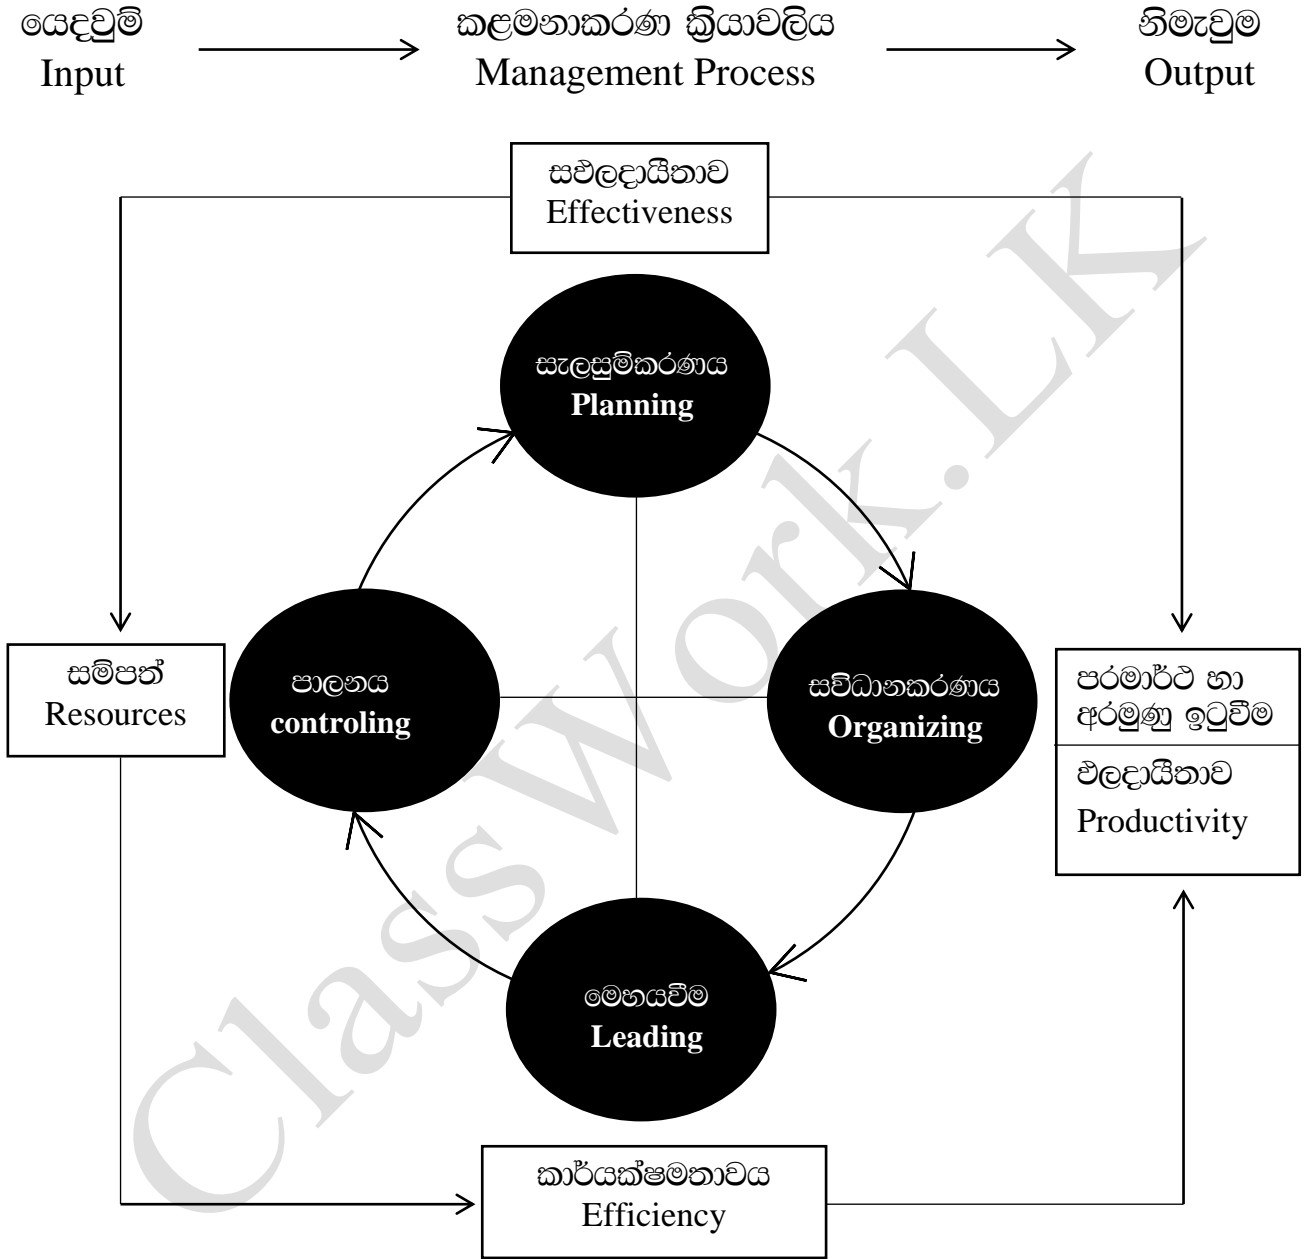 යෙදවුම්
Input
කළමනාකරණ ක්‍රියාවලිය
Management Process
නිමැවුම
Output
සඵලදායීතාව
Effectiveness
සැලසුම්කරණය
Planning
සම්පත්
Resources
පාලනය
controling
සංවිධානකරණය
Organizing
පරමාර්ථ හා
අරමුණු ඉටුවීම
ඵලදායීතාව
Productivity
මෙහයවීම
Leading
කාර්යක්ෂමතාවය
Efficiency
ClassWork.LK